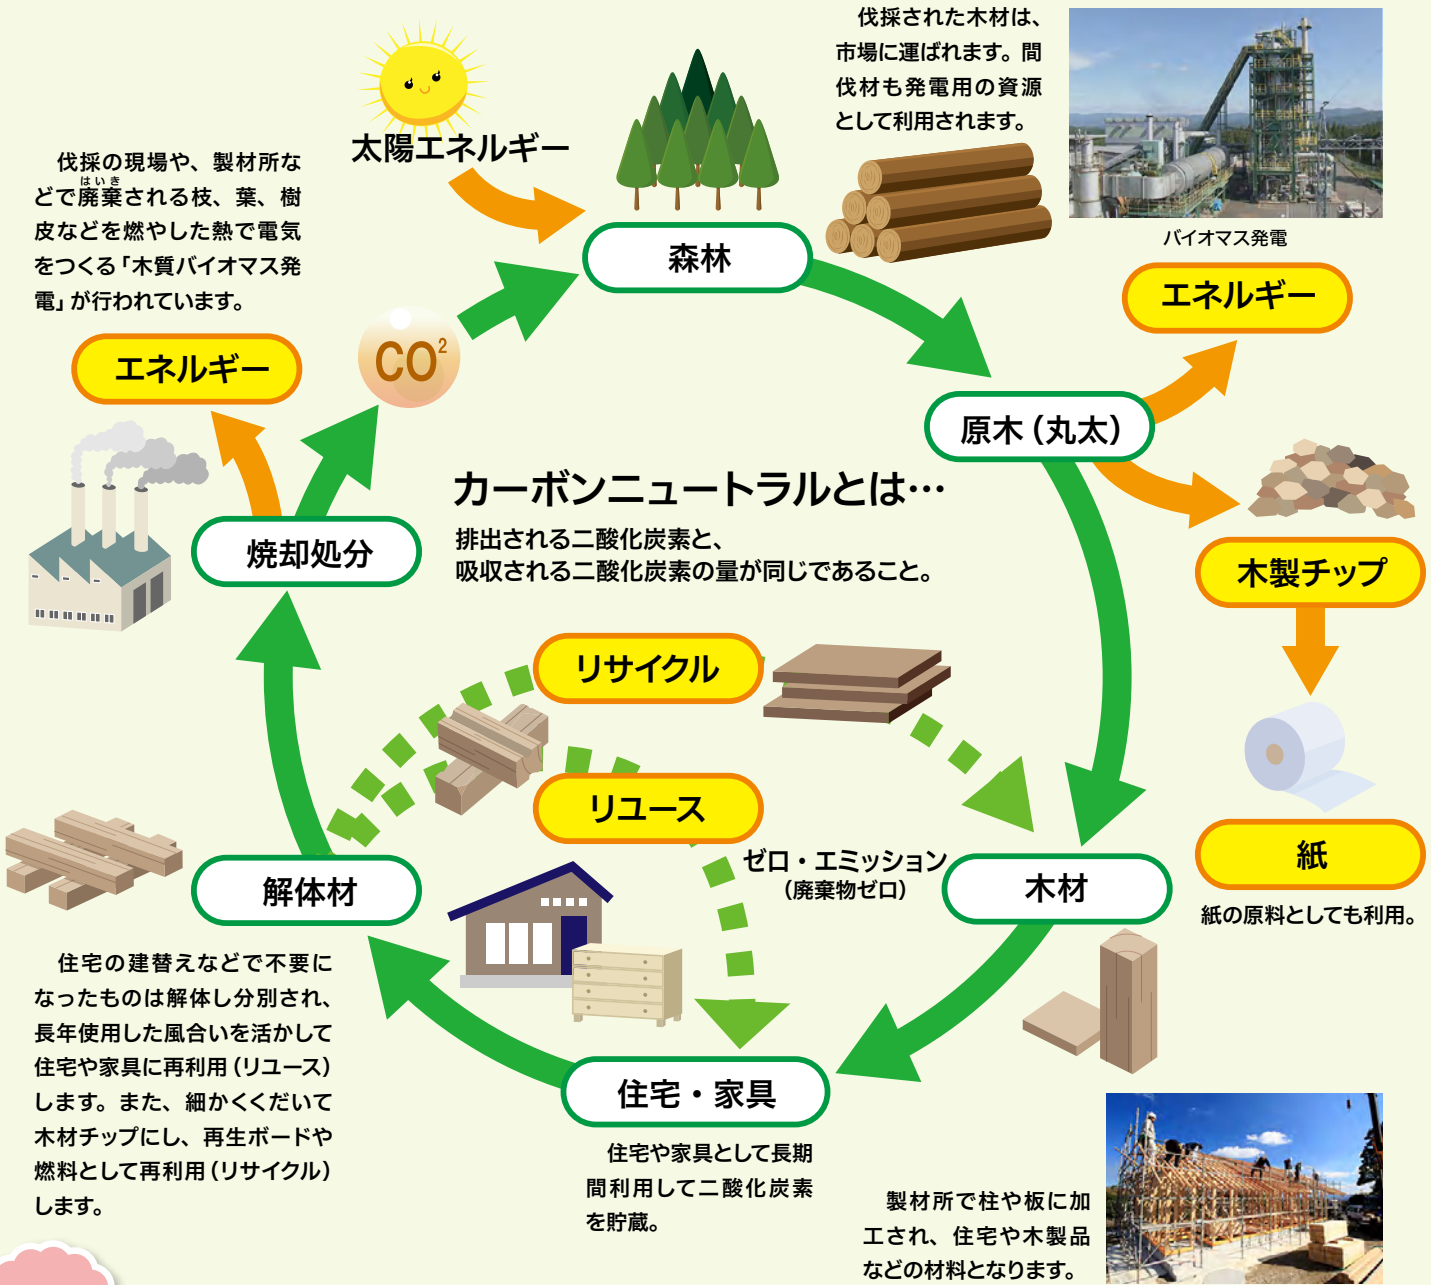 太陽エネルギー
伐採された木材は、
市場に運ばれます。間
伐材も発電用の資源
として利用されます。
バイオマス発電
エネルギー
伐採の現場や、製材所な
どで廃棄される枝、葉、樹
はいき
皮などを燃やした熱で電気
をつくる「木質バイオマス発
電」が行われています。
エネルギー
CO2
森林
原木（丸太）
木製チップ
紙
紙の原料としても利用。
焼却処分
カーボンニュートラルとは…
排出される二酸化炭素と、
吸収される二酸化炭素の量が同じであること。
リサイクル
リユース
ゼロ・エミッション
（廃棄物ゼロ）
木材
解体材
住宅の建替えなどで不要に
なったものは解体し分別され、
長年使用した風合いを活かして
住宅や家具に再利用（リユース）
します。また、細かくくだいて
木材チップにし、再生ボードや
燃料として再利用（リサイクル）
します。
住宅・家具
住宅や家具として長期
間利用して二酸化炭素
を貯蔵。
製材所で柱や板に加
工され、住宅や木製品
などの材料となります。